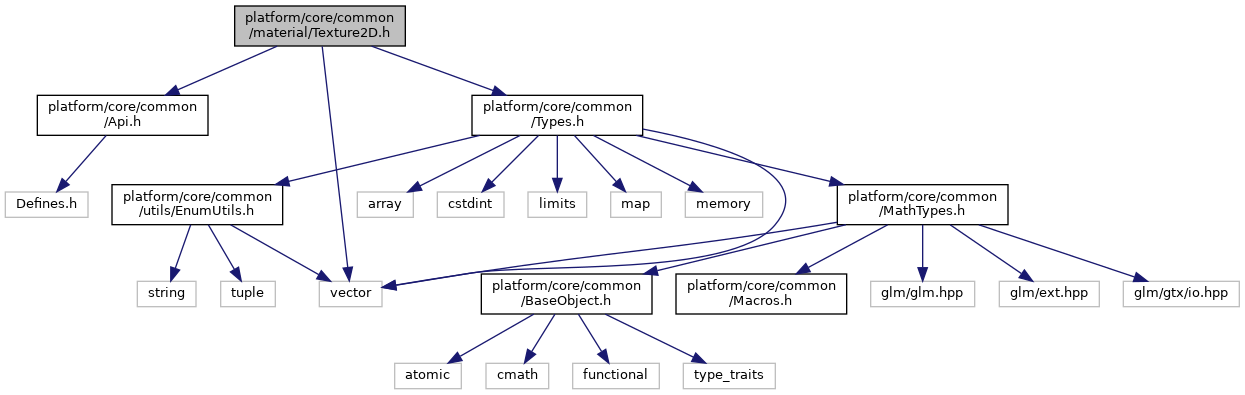 platform/core/common
/material/Texture2D.h
platform/core/common
/Api.h
platform/core/common
/Types.h
Defines.h
platform/core/common
/utils/EnumUtils.h
array
cstdint
limits
map
memory
platform/core/common
/MathTypes.h
string
tuple
vector
platform/core/common
/BaseObject.h
platform/core/common
/Macros.h
glm/glm.hpp
glm/ext.hpp
glm/gtx/io.hpp
atomic
cmath
functional
type_traits